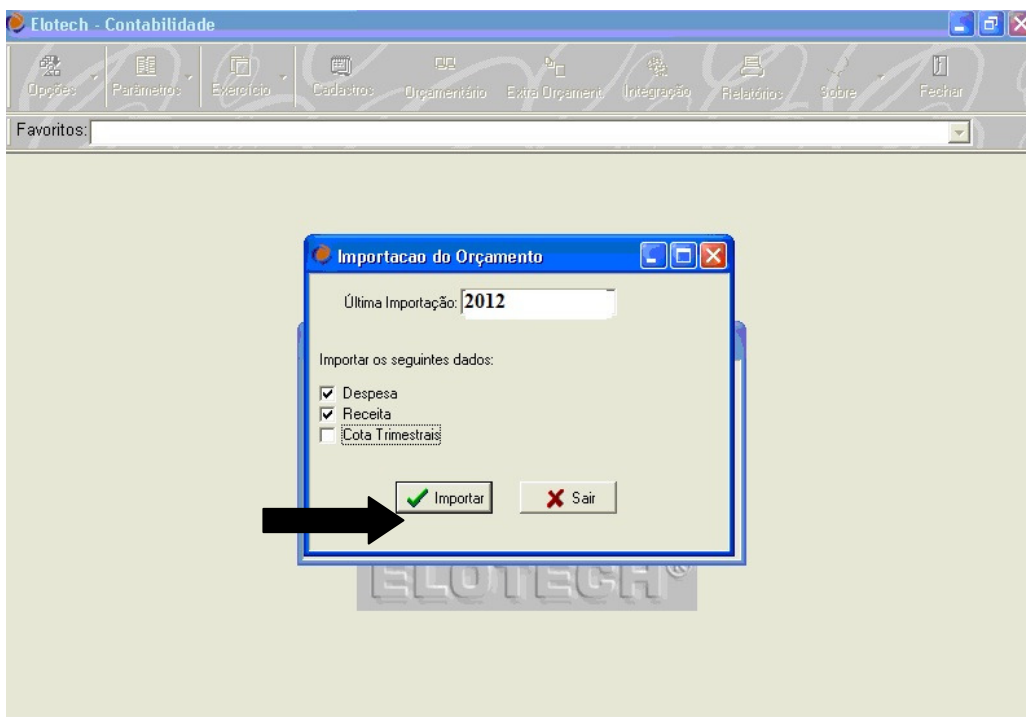 Elotech - Contabilidade
Opções Parâmetros Exercício Cadastros Orçamentário Extra Orçament. Integração Relatórios Sobre Fechar
Favoritos:
Importacao do Orçamento
Última Importação: 2012
Importar os seguintes dados:
Despesa
Receita
Cota Trimestrais
Importar Sair
ELOTECH®